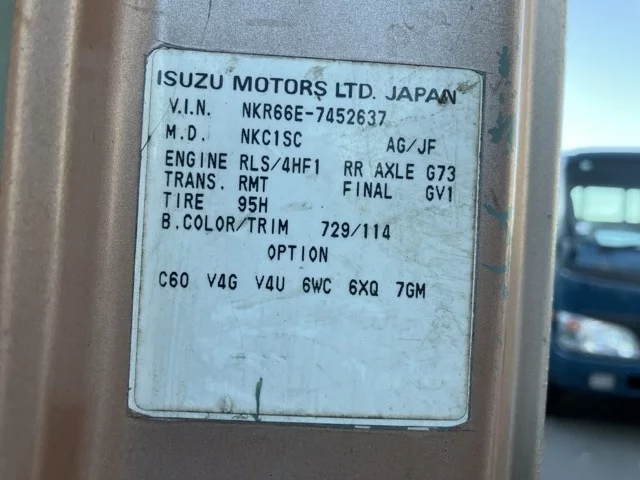 ISUZU MOTORS LTD. JAPAN
V.I.N. NKR66E-7452637
M.D. NKC1SC AG/JF
ENGINE RLS/4HF1 RR AXLE G73
TRANS. RMT FINAL GV1
TIRE 95H
B.COLOR/TRIM 729/114
OPTION
C60 V4G V4U 6WC 6XQ 7GM